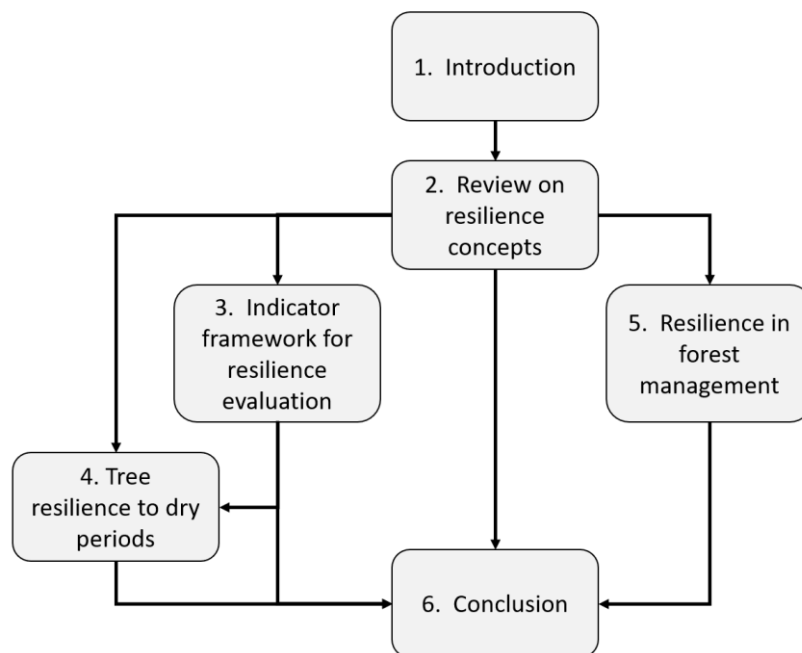 1. Introduction
2. Review on
resilience
concepts
3. Indicator
framework for
resilience
evaluation
5. Resilience in
forest
management
4. Tree
resilience to dry
periods
6. Conclusion